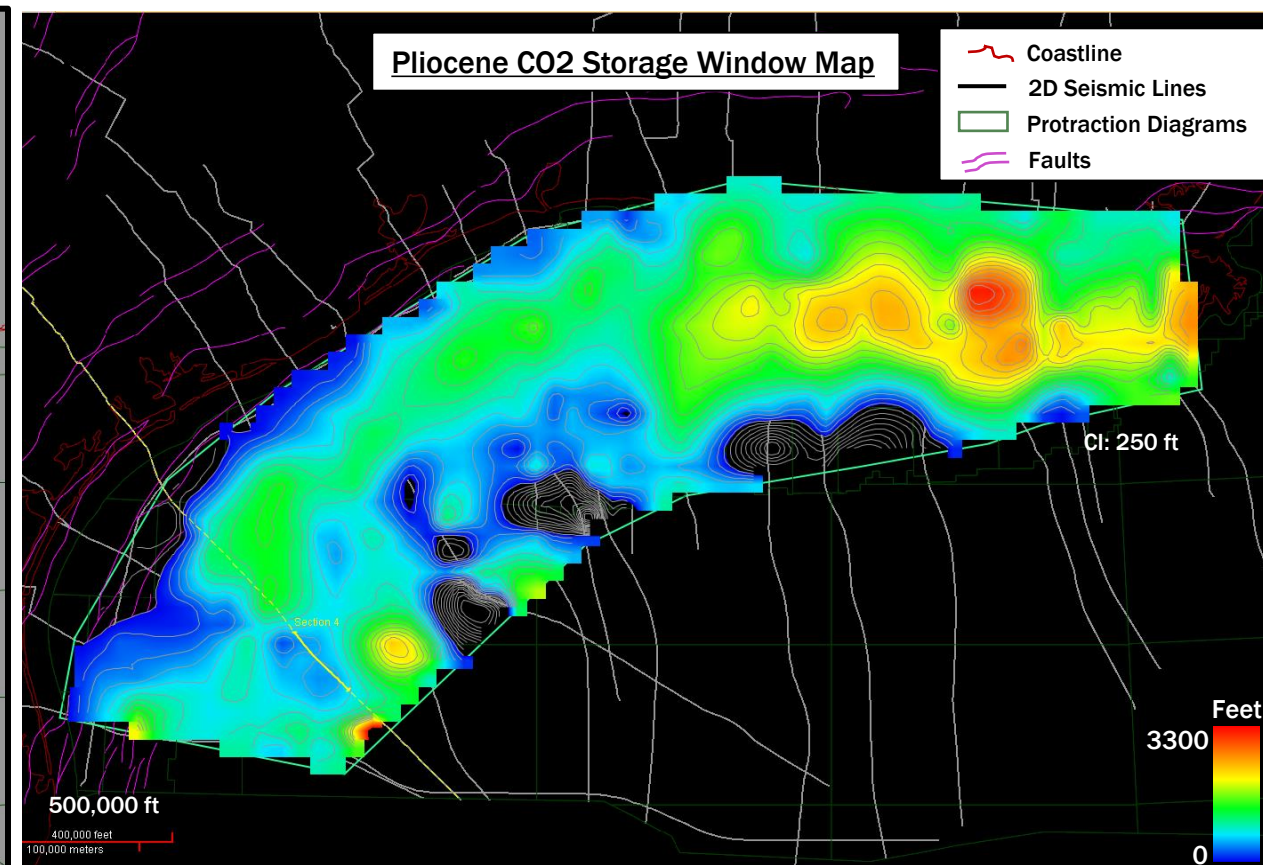 Pliocene CO2 Storage Window Map
Coastline
2D Seismic Lines
Protraction Diagrams
Faults
CI: 250 ft
Section 4
Feet
3300
0
500,000 ft
400,000 feet
100,000 meters